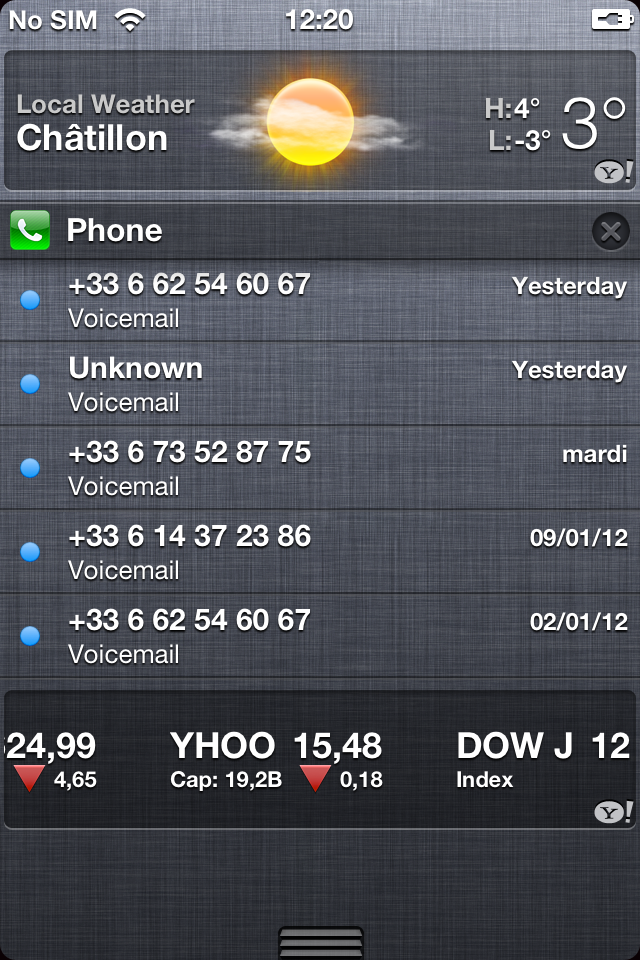 No SIM 12:20
Local Weather
Châtillon
H:4°
L:-3°
3°
Y!
Phone
+33 6 62 54 60 67 Yesterday
Voicemail
Unknown Yesterday
Voicemail
+33 6 73 52 87 75 mardi
Voicemail
+33 6 14 37 23 86 09/01/12
Voicemail
+33 6 62 54 60 67 02/01/12
Voicemail
24,99 YHOO 15,48 DOW J 12
4,65 Cap: 19,2B 0,18 Index
Y!